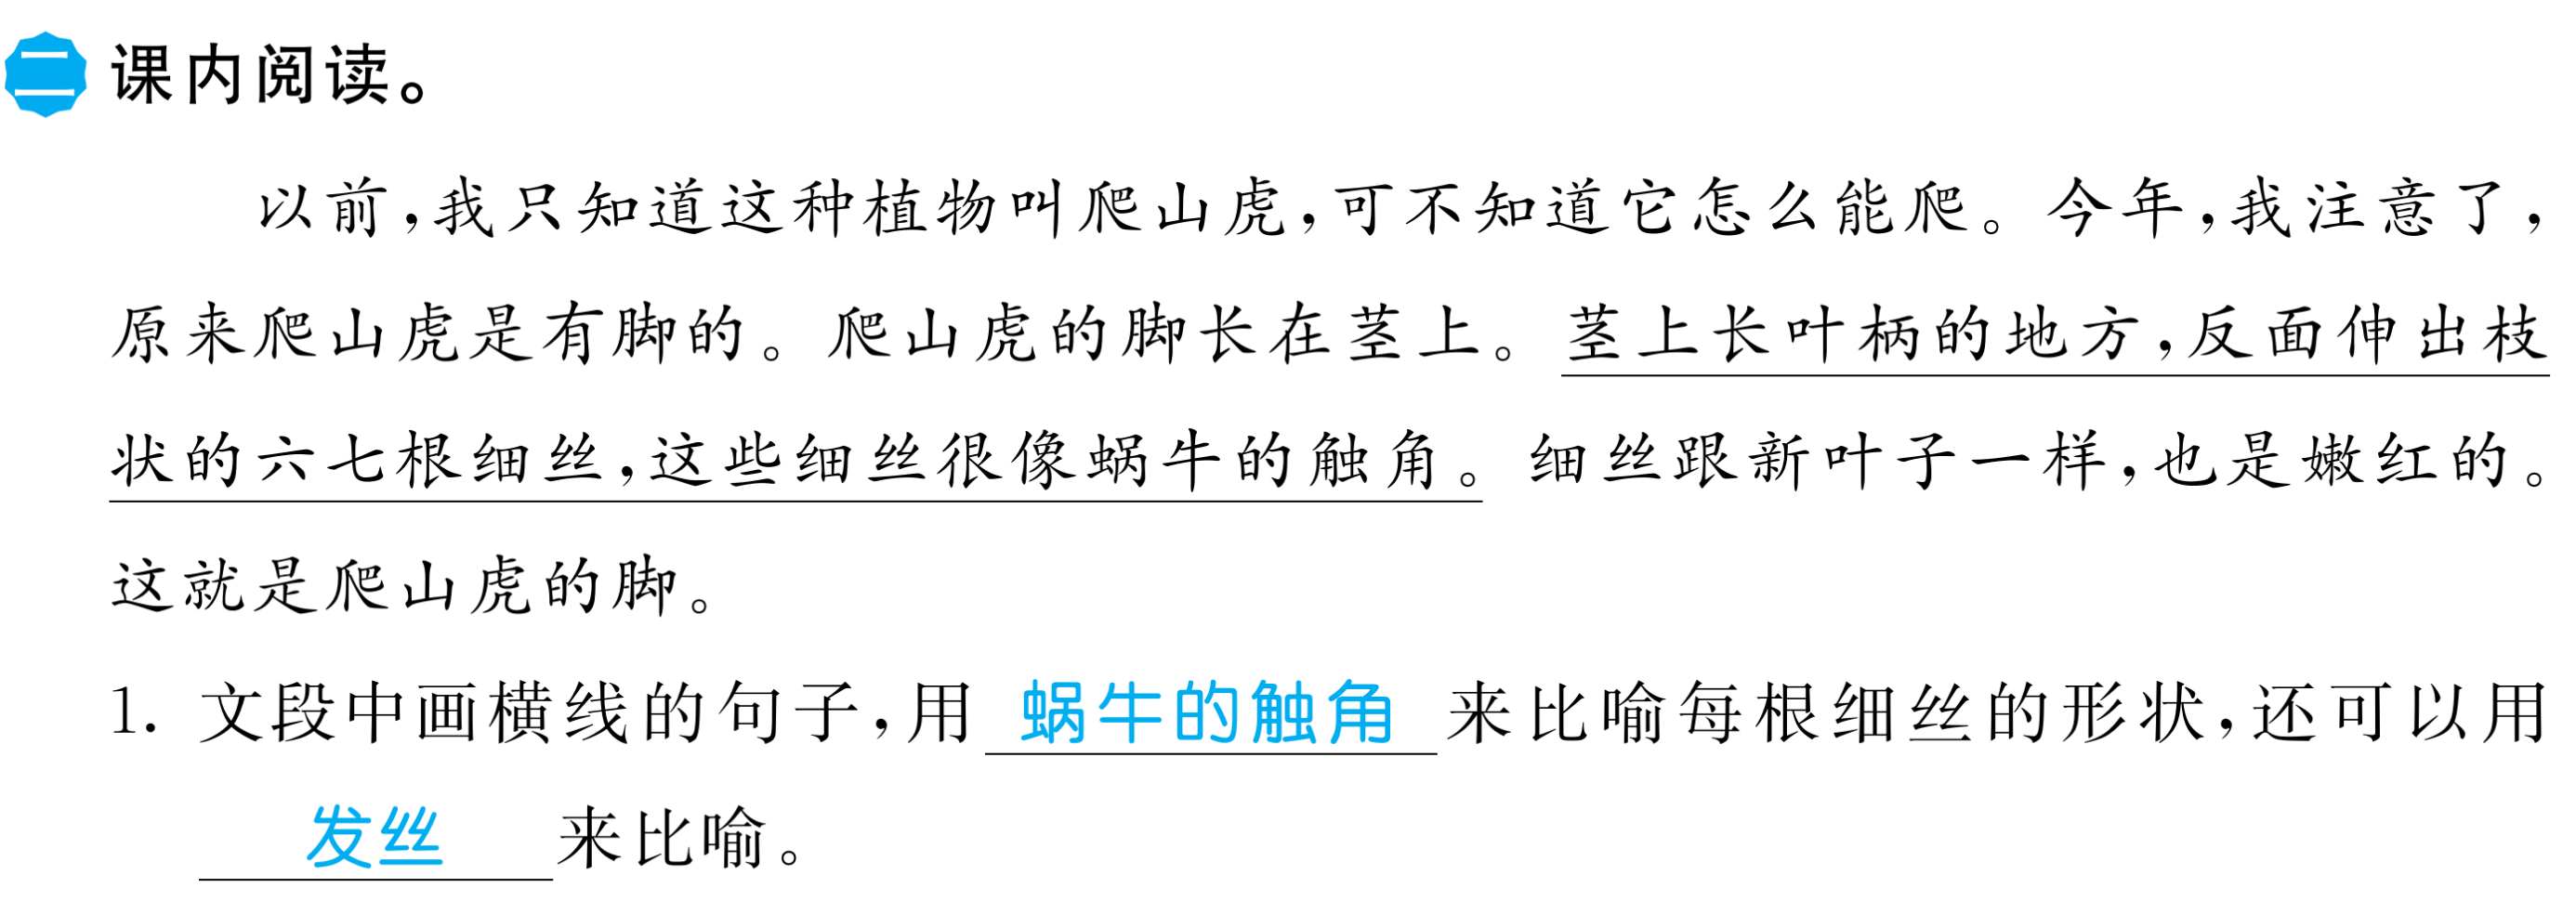 二 课内阅读。
以前,我只知道这种植物叫爬山虎,可不知道它怎么能爬。今年,我注意了,
原来爬山虎是有脚的。爬山虎的脚长在茎上。茎上长叶柄的地方,反面伸出枝
状的六七根细丝,这些细丝很像蜗牛的触角。细丝跟新叶子一样,也是嫩红的。
这就是爬山虎的脚。
1. 文段中画横线的句子,用 蜗牛的触角 来比喻每根细丝的形状,还可以用
发丝 来比喻。